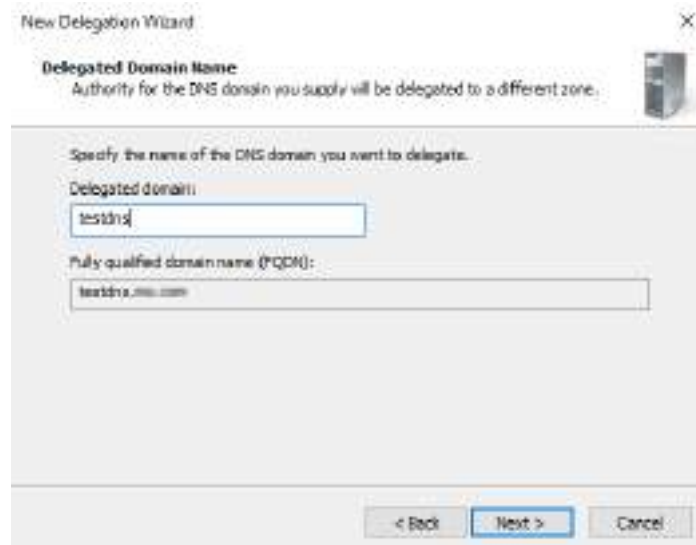 New Delegation Wizard
Delegated Domain Name
Authority for the DNS domain you supply will be delegated to a different zone.
Specify the name of the DNS domain you want to delegate.
Delegated domain:
testdns
Fully qualified domain name (FQDN):
testdns.
< Back Next > Cancel